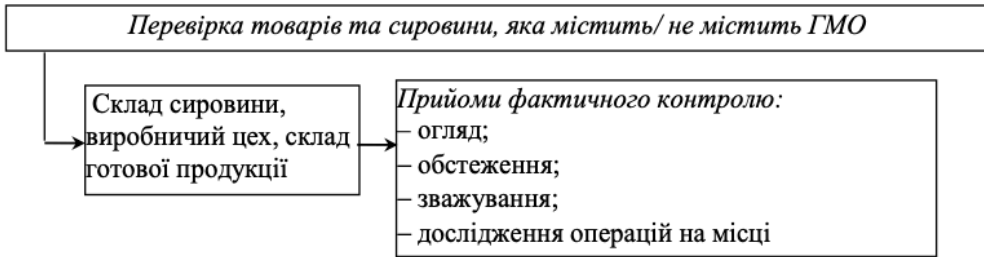 Перевірка товарів та сировини, яка містить/ не містить ГМО
Склад сировини,
виробничий цех, склад
готової продукції
Прийоми фактичного контролю:
– огляд;
– обстеження;
– зважування;
– дослідження операцій на місці